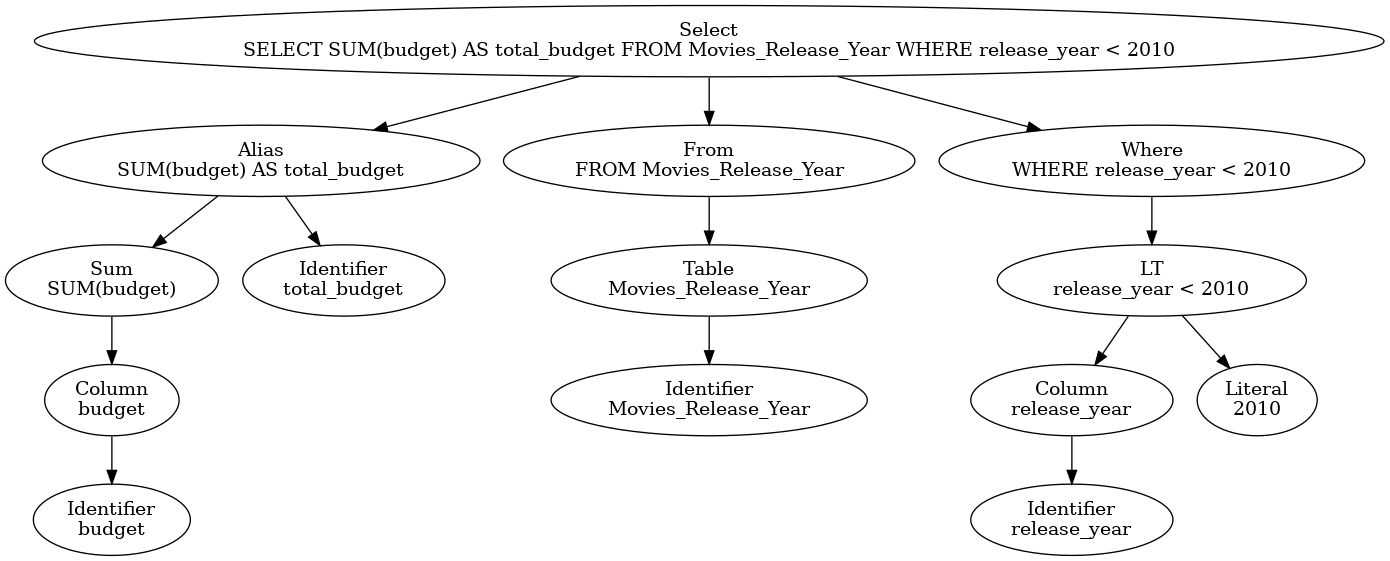 Select
SELECT SUM(budget) AS total_budget FROM Movies_Release_Year WHERE release_year < 2010
Alias
SUM(budget) AS total_budget
From
FROM Movies_Release_Year
Where
WHERE release_year < 2010
Sum
SUM(budget)
Identifier
total_budget
Table
Movies_Release_Year
LT
release_year < 2010
Column
budget
Identifier
Movies_Release_Year
Column
release_year
Literal
2010
Identifier
budget
Identifier
release_year